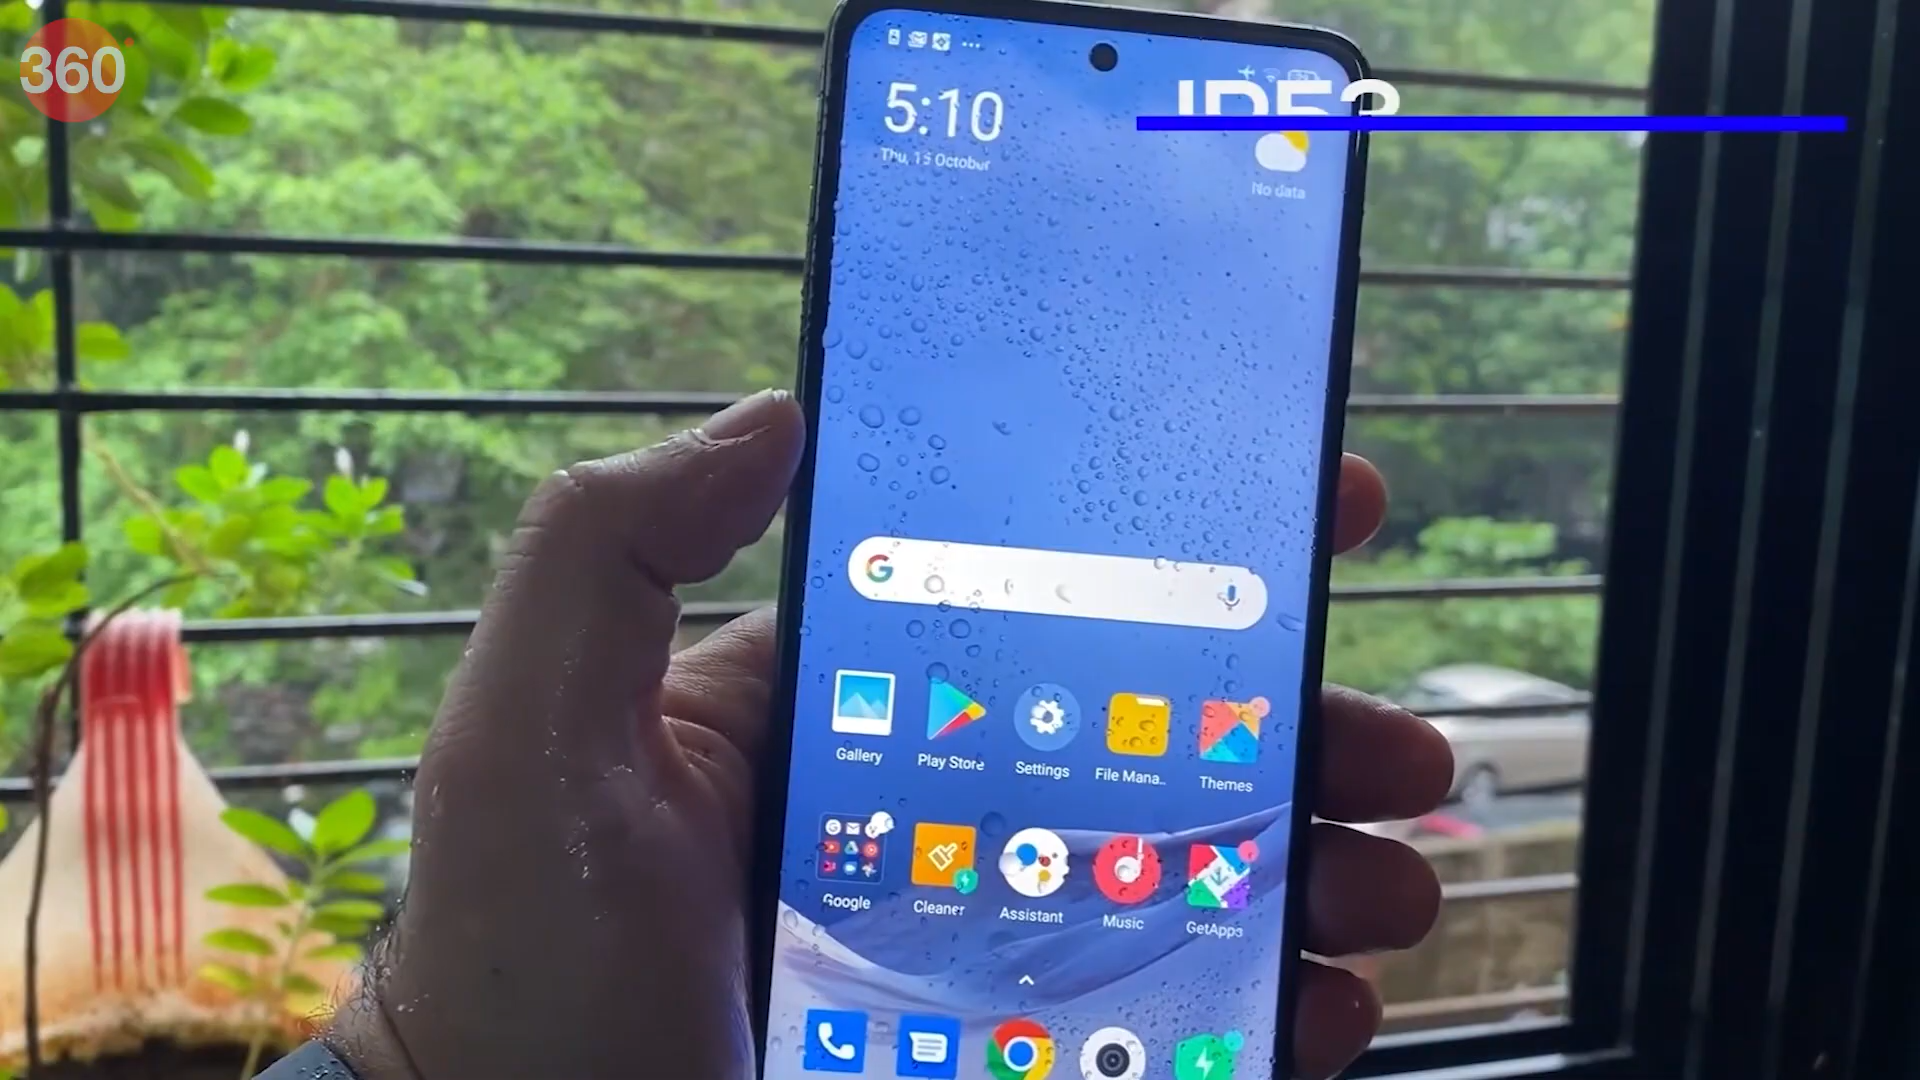 360
5:10
Thu, 15 October
IP53
No data
Gallery
Play Store
Settings
File Mana..
Themes
Google
Cleaner
Assistant
Music
GetApps